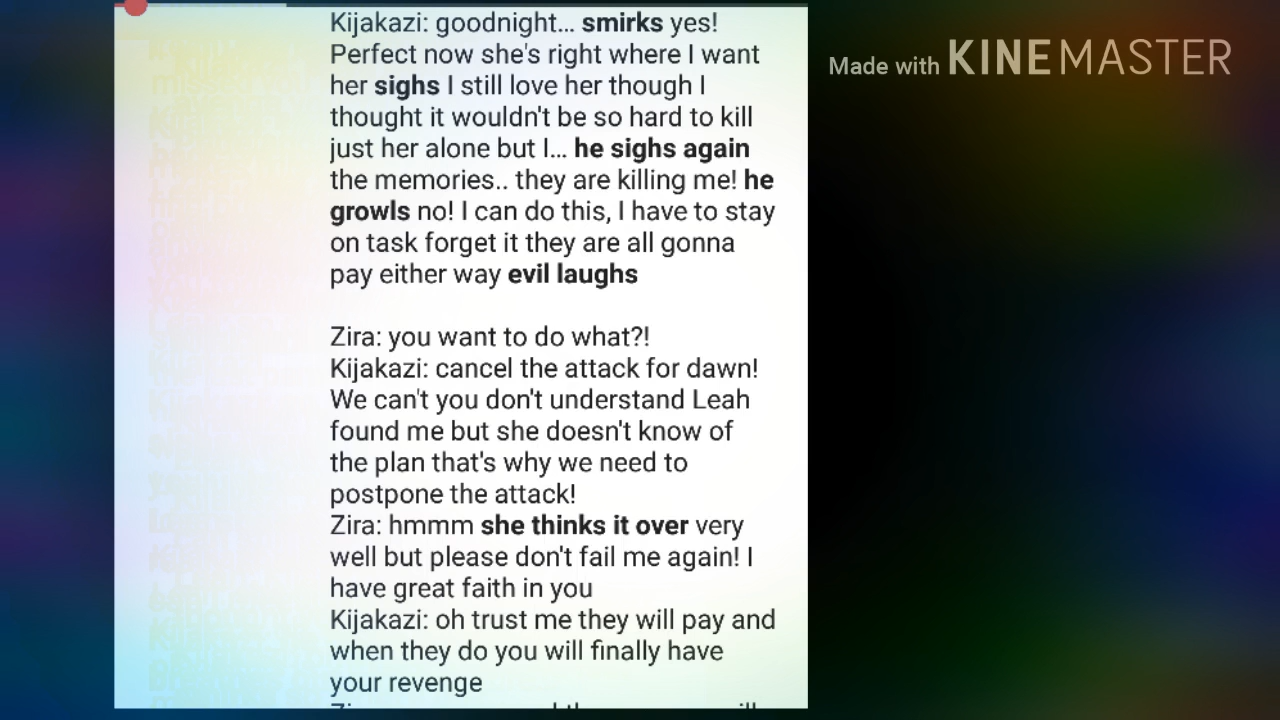 Kijakazi: goodnight... smirks yes!
Perfect now she's right where I want
her sighs I still love her though I
thought it wouldn't be so hard to kill
just her alone but I... he sighs again
the memories.. they are killing me! he
growls no! I can do this, I have to stay
on task forget it they are all gonna
pay either way evil laughs
Zira: you want to do what?!
Kijakazi: cancel the attack for dawn!
We can't you don't understand Leah
found me but she doesn't know of
the plan that's why we need to
postpone the attack!
Zira: hmmm she thinks it over very
well but please don't fail me again! I
have great faith in you
Kijakazi: oh trust me they will pay and
when they do you will finally have
your revenge
Made with KINEMASTER